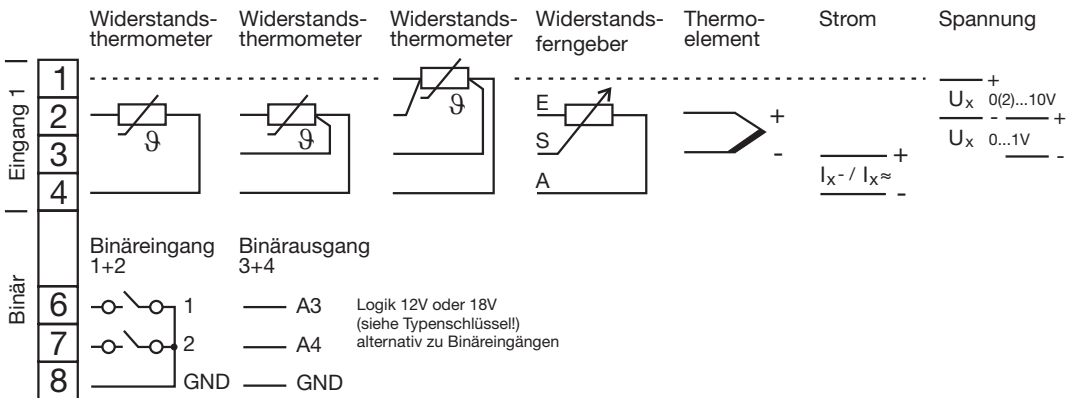 Widerstands-
thermometer
Widerstands-
thermometer
Widerstands-
thermometer
Widerstands-
ferngeber
Thermo-
element
Strom
Spannung
Eingang 1
1
2
3
4
ϑ
ϑ
ϑ
E
S
A
+
-
+
Ix- / Ix≈
-
+
Ux 0(2)...10V
- +
Ux 0...1V
-
Binär
6
7
8
Binäreingang
1+2
1
2
GND
Binärausgang
3+4
A3
A4
GND
Logik 12V oder 18V
(siehe Typenschlüssel!)
alternativ zu Binäreingängen